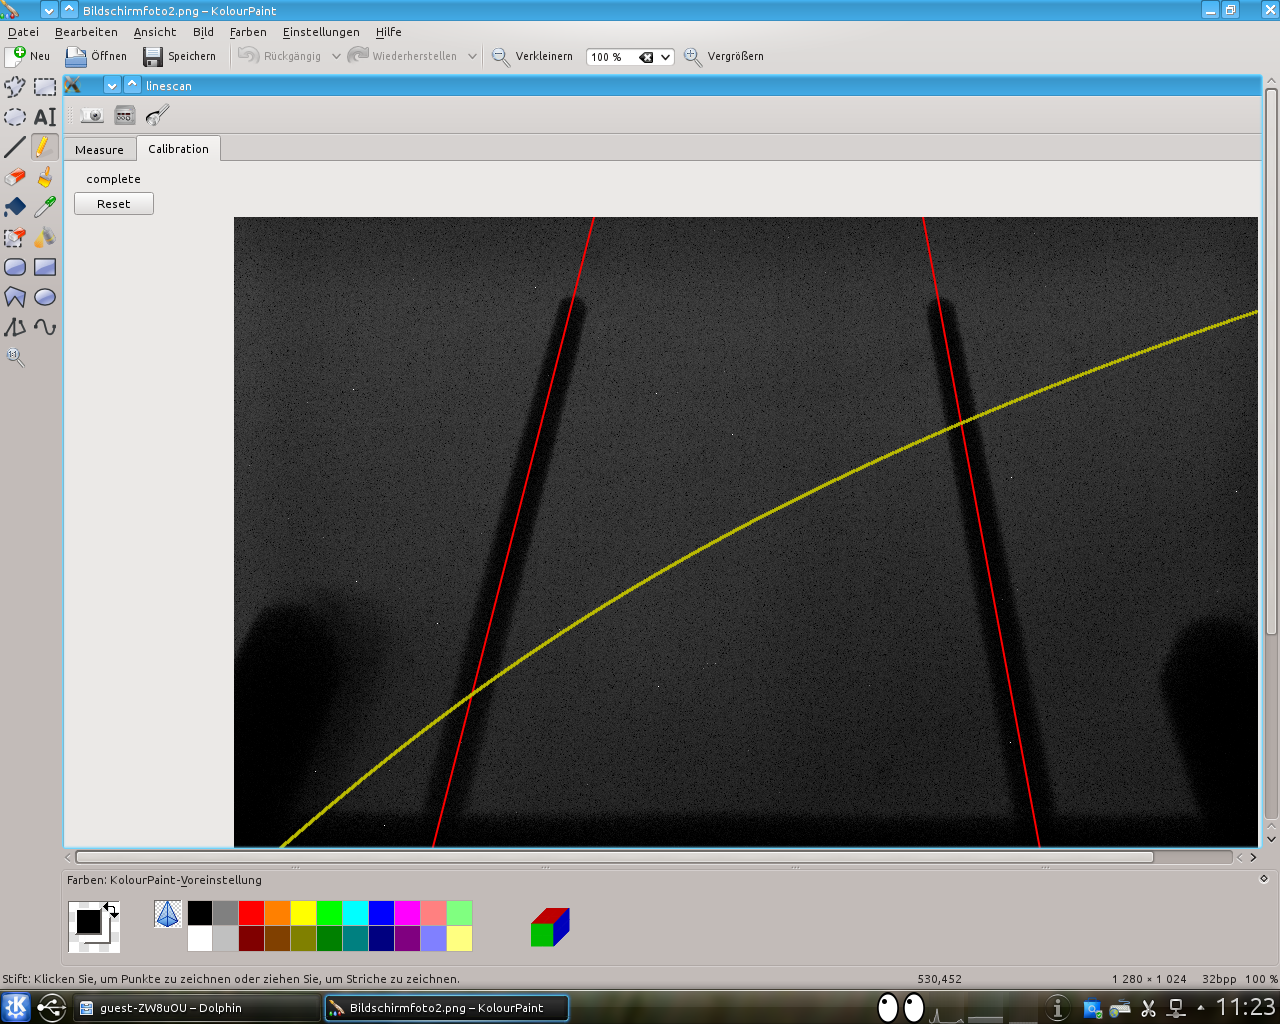 Bildschirmfoto2.png – KolourPaint
Datei Bearbeiten Ansicht Bild Farben Einstellungen Hilfe
Neu Öffnen Speichern Rückgängig Wiederherstellen Verkleinern 100 % Vergrößern
linescan
Measure Calibration
complete
Reset
Farben: KolourPaint-Voreinstellung
Stift: Klicken Sie, um Punkte zu zeichnen oder ziehen Sie, um Striche zu zeichnen. 530,452 1 280 × 1 024 32bpp 100 %
guest-ZW8uOU – Dolphin Bildschirmfoto2.png – KolourPaint 11:23